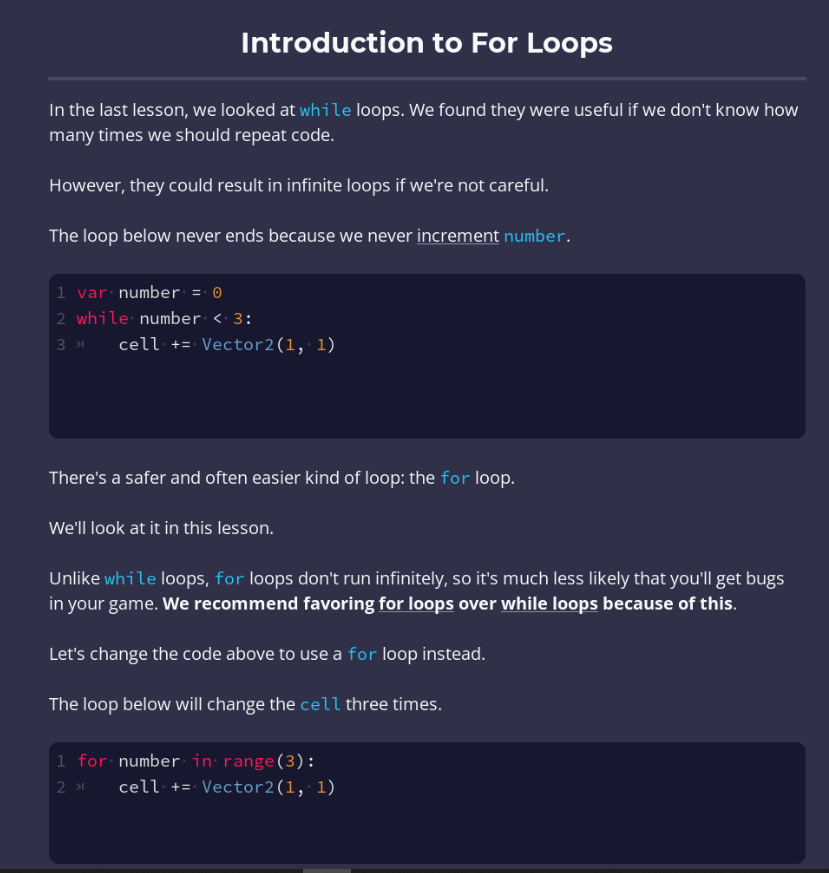 Introduction to For Loops
In the last lesson, we looked at while loops. We found they were useful if we don't know how
many times we should repeat code.
However, they could result in infinite loops if we're not careful.
The loop below never ends because we never increment number.
1 var number = 0
2 while number < 3:
3     cell += Vector2(1, 1)
There's a safer and often easier kind of loop: the for loop.
We'll look at it in this lesson.
Unlike while loops, for loops don't run infinitely, so it's much less likely that you'll get bugs
in your game. We recommend favoring for loops over while loops because of this.
Let's change the code above to use a for loop instead.
The loop below will change the cell three times.
1 for number in range(3):
2     cell += Vector2(1, 1)